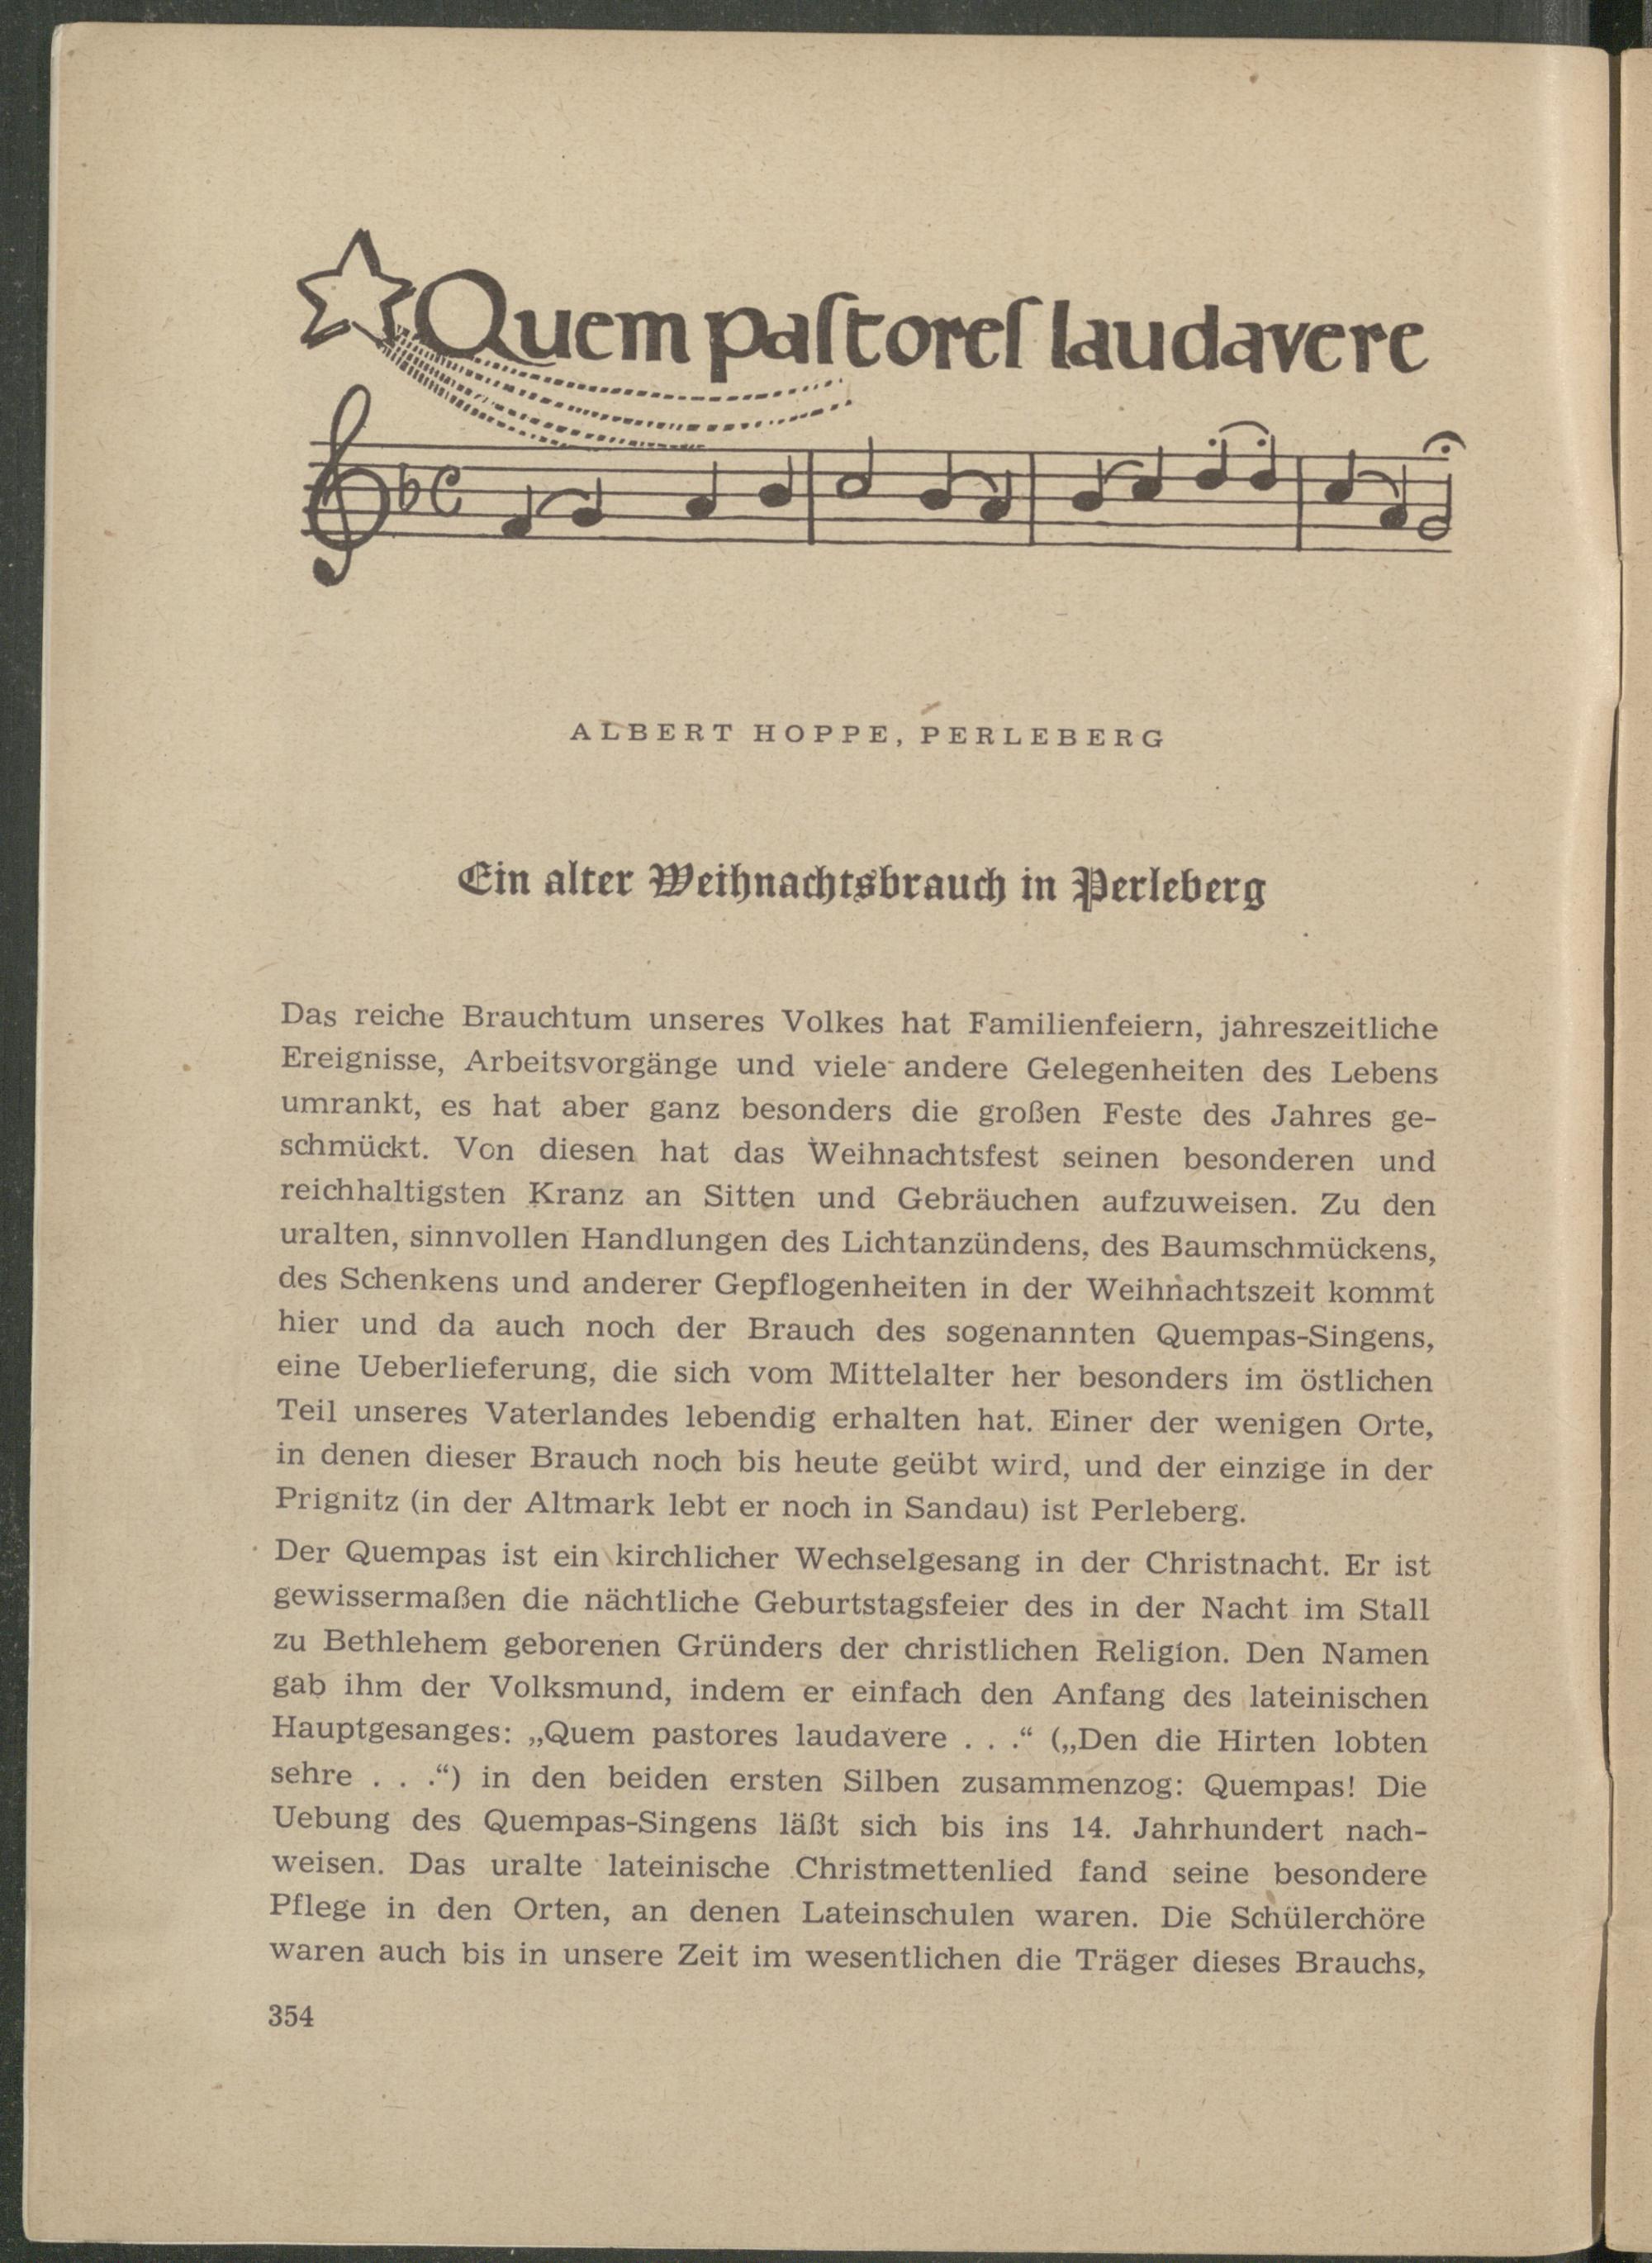 Quem paſtoreſ laudavere
ALBERT HOPPE, PERLEBERG
Ein alter Weihnachtsbrauch in Perleberg
Das reiche Brauchtum unseres Volkes hat Familienfeiern, jahreszeitliche
Ereignisse, Arbeitsvorgänge und viele andere Gelegenheiten des Lebens
umrankt, es hat aber ganz besonders die großen Feste des Jahres ge-
schmückt. Von diesen hat das Weihnachtsfest seinen besonderen und
reichhaltigsten Kranz an Sitten und Gebräuchen aufzuweisen. Zu den
uralten, sinnvollen Handlungen des Lichtanzündens, des Baumschmückens,
des Schenkens und anderer Gepflogenheiten in der Weihnachtszeit kommt
hier und da auch noch der Brauch des sogenannten Quempas-Singens,
eine Ueberlieferung, die sich vom Mittelalter her besonders im östlichen
Teil unseres Vaterlandes lebendig erhalten hat. Einer der wenigen Orte,
in denen dieser Brauch noch bis heute geübt wird, und der einzige in der
Prignitz (in der Altmark lebt er noch in Sandau) ist Perleberg.
Der Quempas ist ein kirchlicher Wechselgesang in der Christnacht. Er ist
gewissermaßen die nächtliche Geburtstagsfeier des in der Nacht im Stall
zu Bethlehem geborenen Gründers der christlichen Religion. Den Namen
gab ihm der Volksmund, indem er einfach den Anfang des lateinischen
Hauptgesanges: „Quem pastores laudavere . . .“ („Den die Hirten lobten
sehre . . .“) in den beiden ersten Silben zusammenzog: Quempas! Die
Uebung des Quempas-Singens läßt sich bis ins 14. Jahrhundert nach-
weisen. Das uralte lateinische Christmettenlied fand seine besondere
Pflege in den Orten, an denen Lateinschulen waren. Die Schülerchöre
waren auch bis in unsere Zeit im wesentlichen die Träger dieses Brauchs,
354